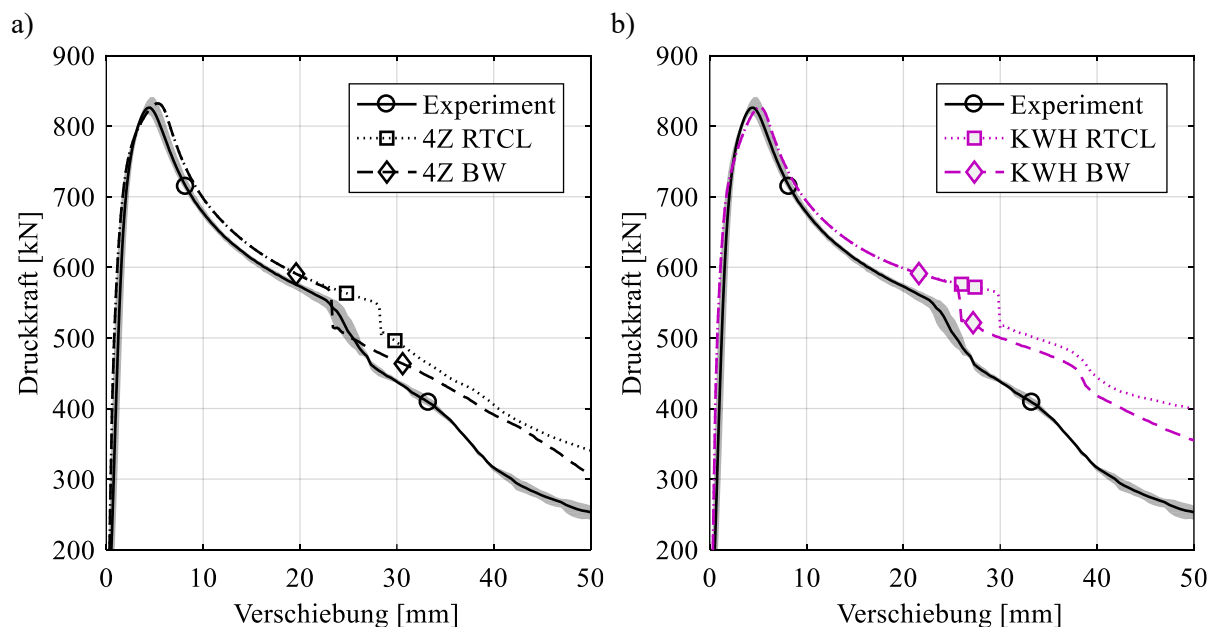 a)
900
800
700
600
500
400
300
200
0 10 20 30 40 50
Druckkraft [kN]
Verschiebung [mm]
Experiment
4Z RTCL
4Z BW
b)
900
800
700
600
500
400
300
200
0 10 20 30 40 50
Druckkraft [kN]
Verschiebung [mm]
Experiment
KWH RTCL
KWH BW